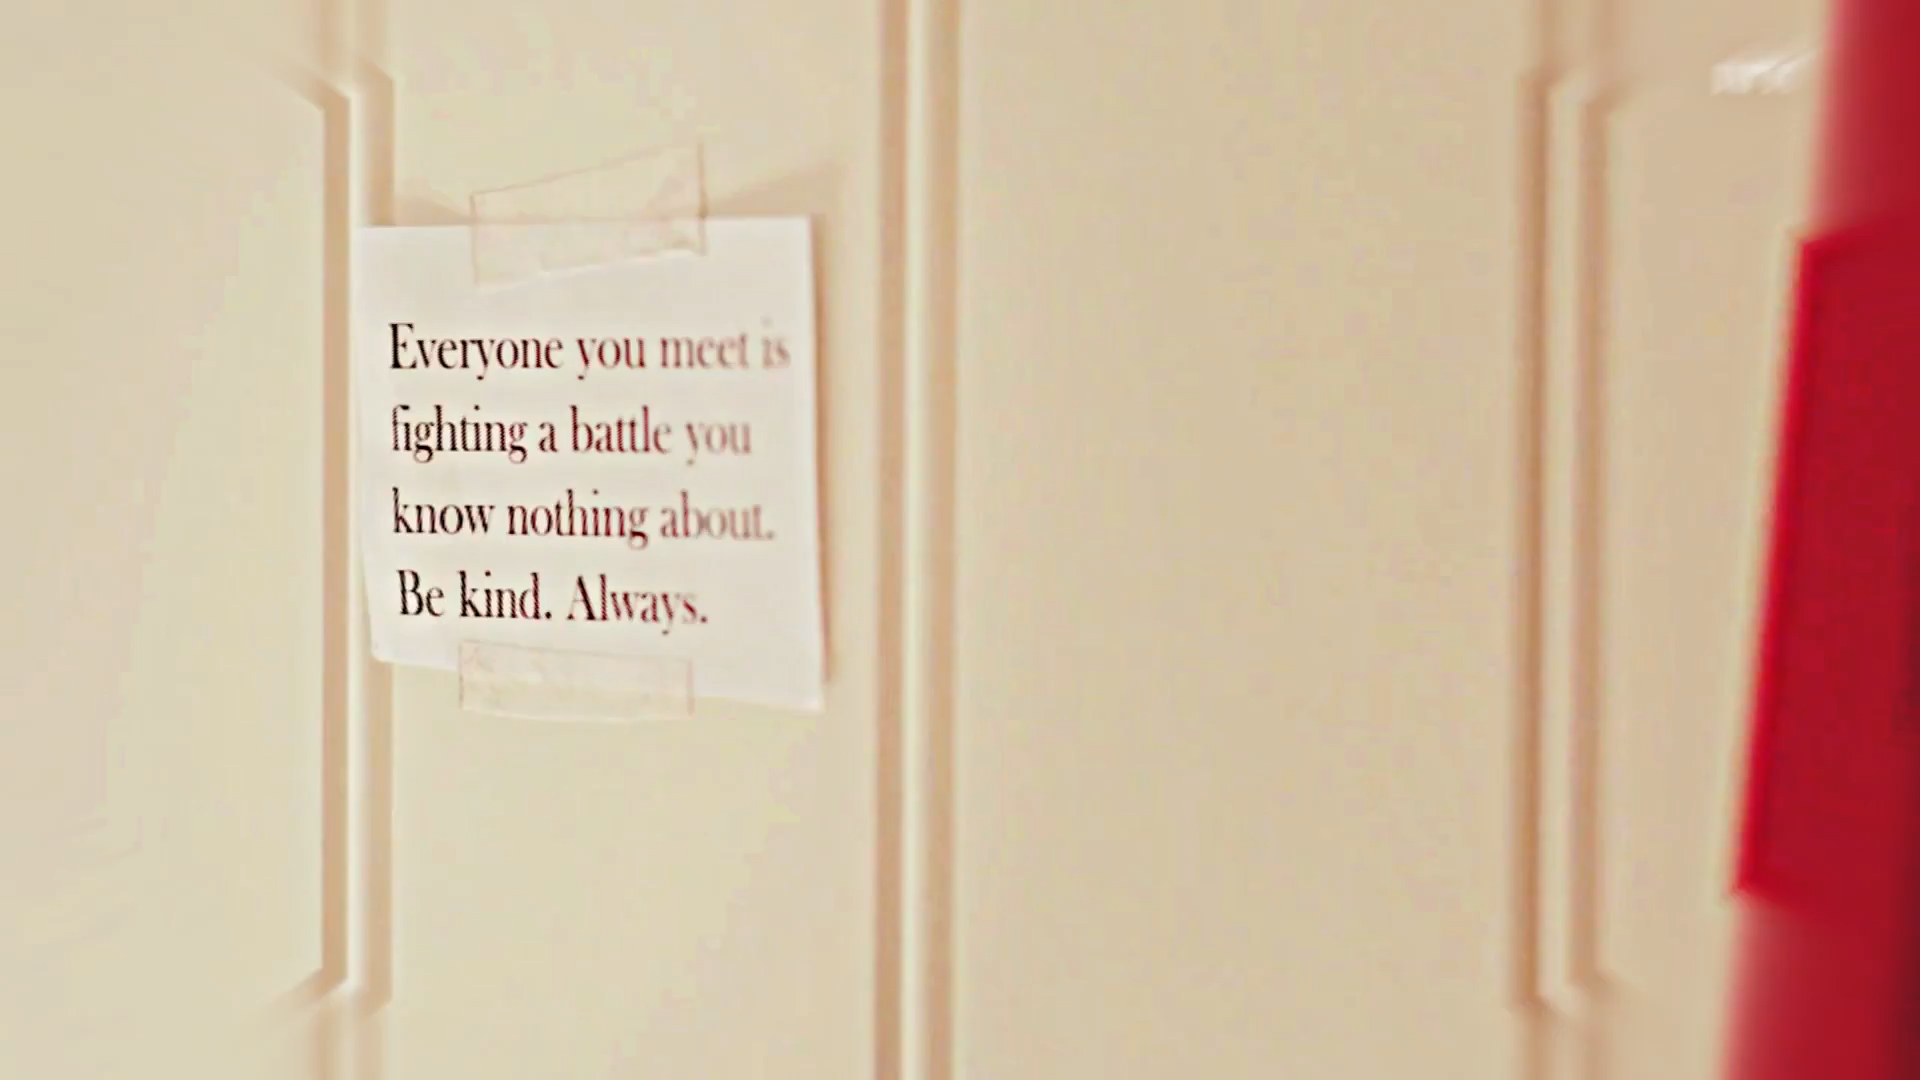 Everyone you meet is
fighting a battle you
know nothing about.
Be kind. Always.